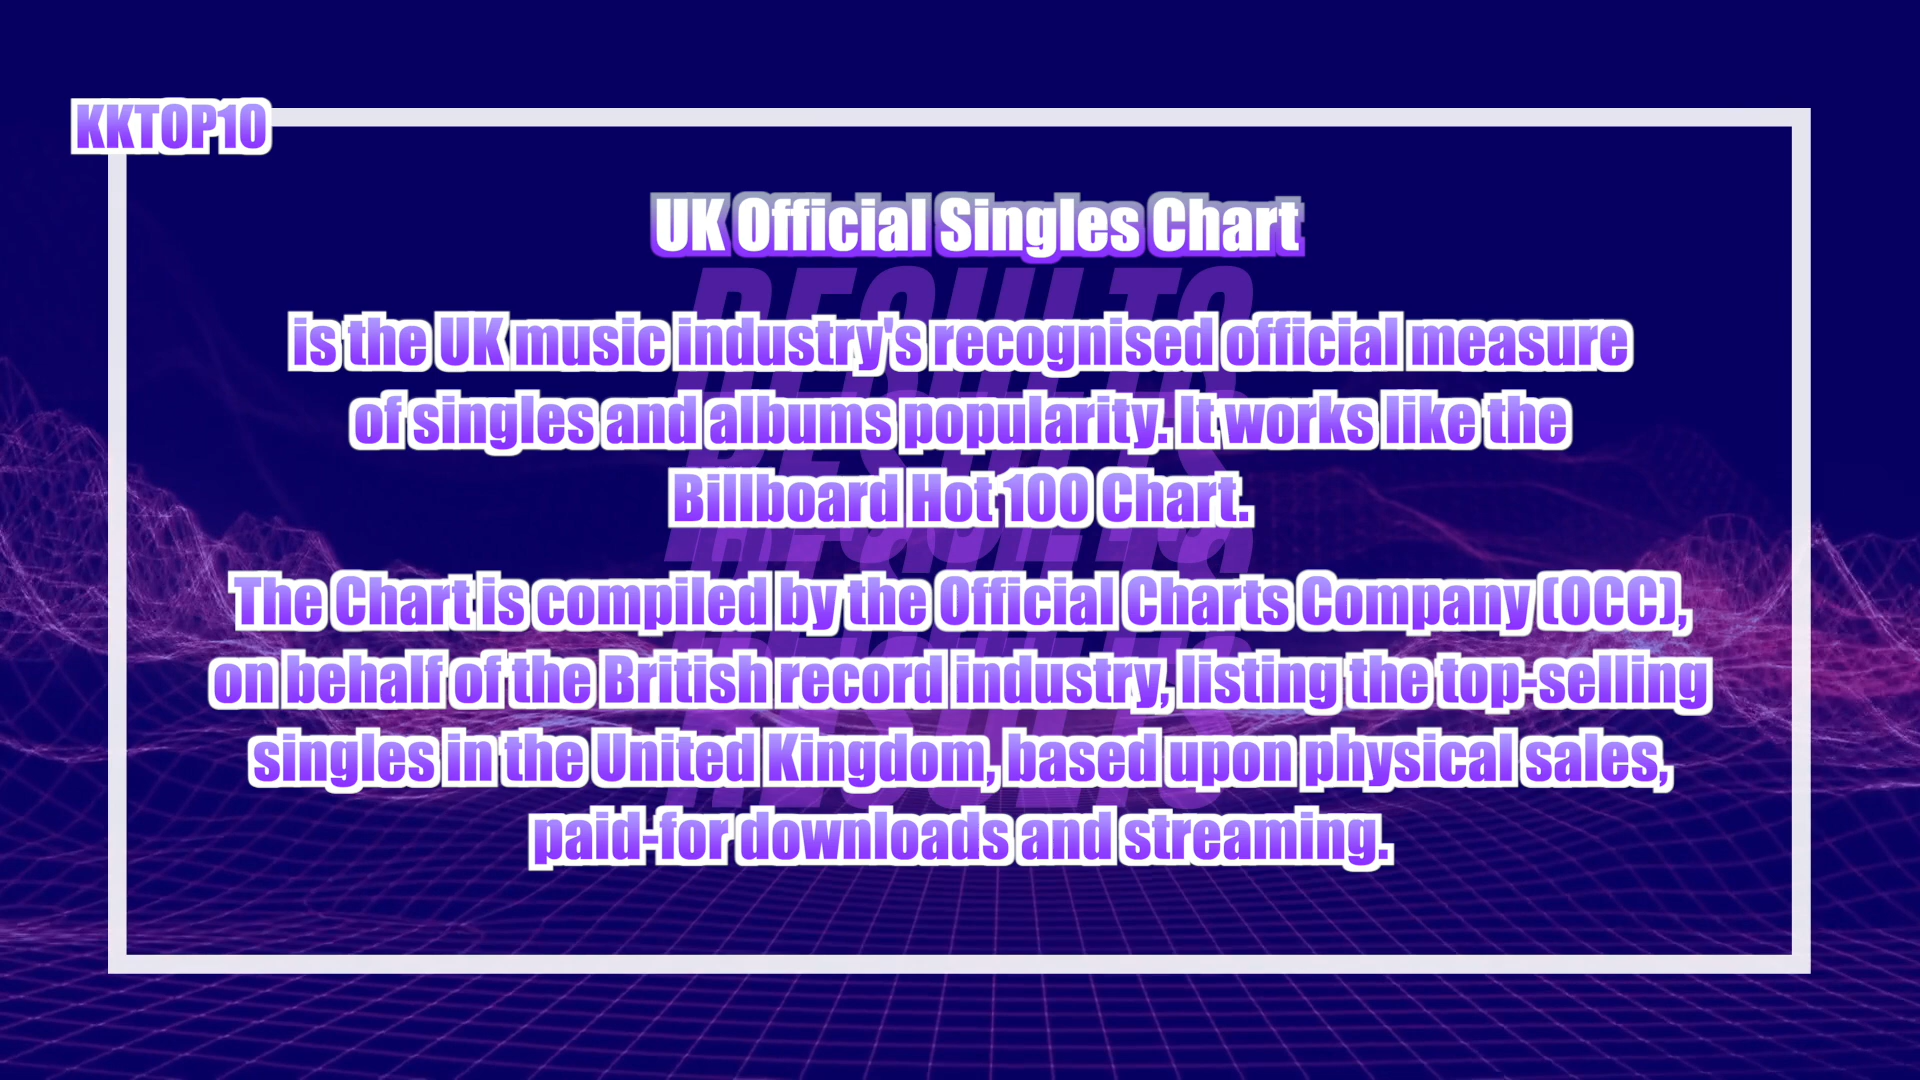 KKTOP10
UK Official Singles Chart
RESULTS
is the UK music industry's recognised official measure
of singles and albums popularity. It works like the
Billboard Hot 100 Chart.
RESULTS
The Chart is compiled by the Official Charts Company (OCC),
on behalf of the British record industry, listing the top-selling
singles in the United Kingdom, based upon physical sales,
paid-for downloads and streaming.